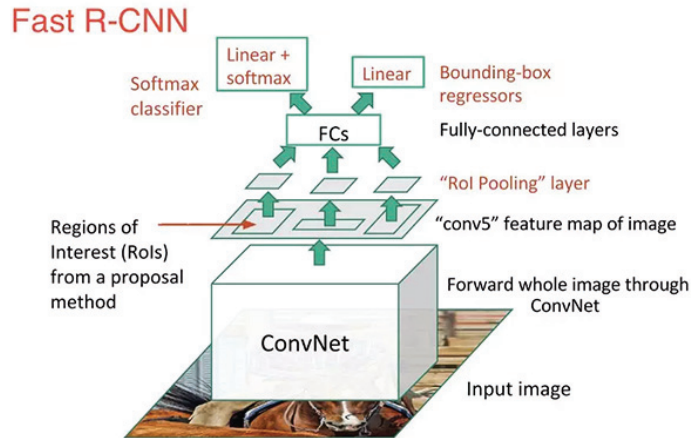 Fast R-CNN
Linear +
softmax
Linear
Softmax
classifier
Bounding-box
regressors
FCs
Fully-connected layers
"RoI Pooling" layer
Regions of
Interest (RoIs)
from a proposal
method
"conv5" feature map of image
Forward whole image through
ConvNet
ConvNet
Input image